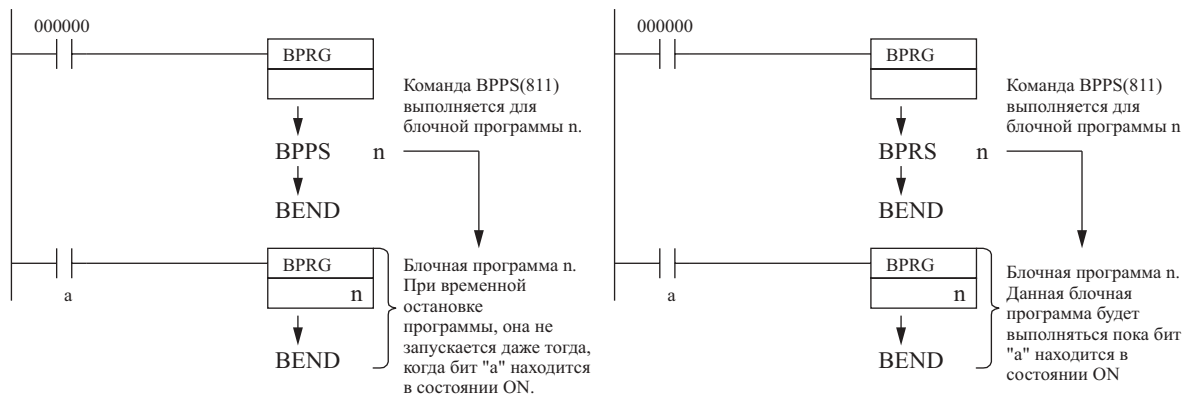 000000
BPRG
Команда BPPS(811)
выполняется для
блочной программы n.
BPPS n
BEND
BPRG
n
a
BEND
Блочная программа n.
При временной
остановке
программы, она не
запускается даже тогда,
когда бит "a" находится
в состоянии ON.
000000
BPRG
Команда BPPS(811)
выполняется для
блочной программы n
BPRS n
BEND
BPRG
n
a
BEND
Блочная программа n.
Данная блочная
программа будет
выполняться пока бит
"a" находится в
состоянии ON